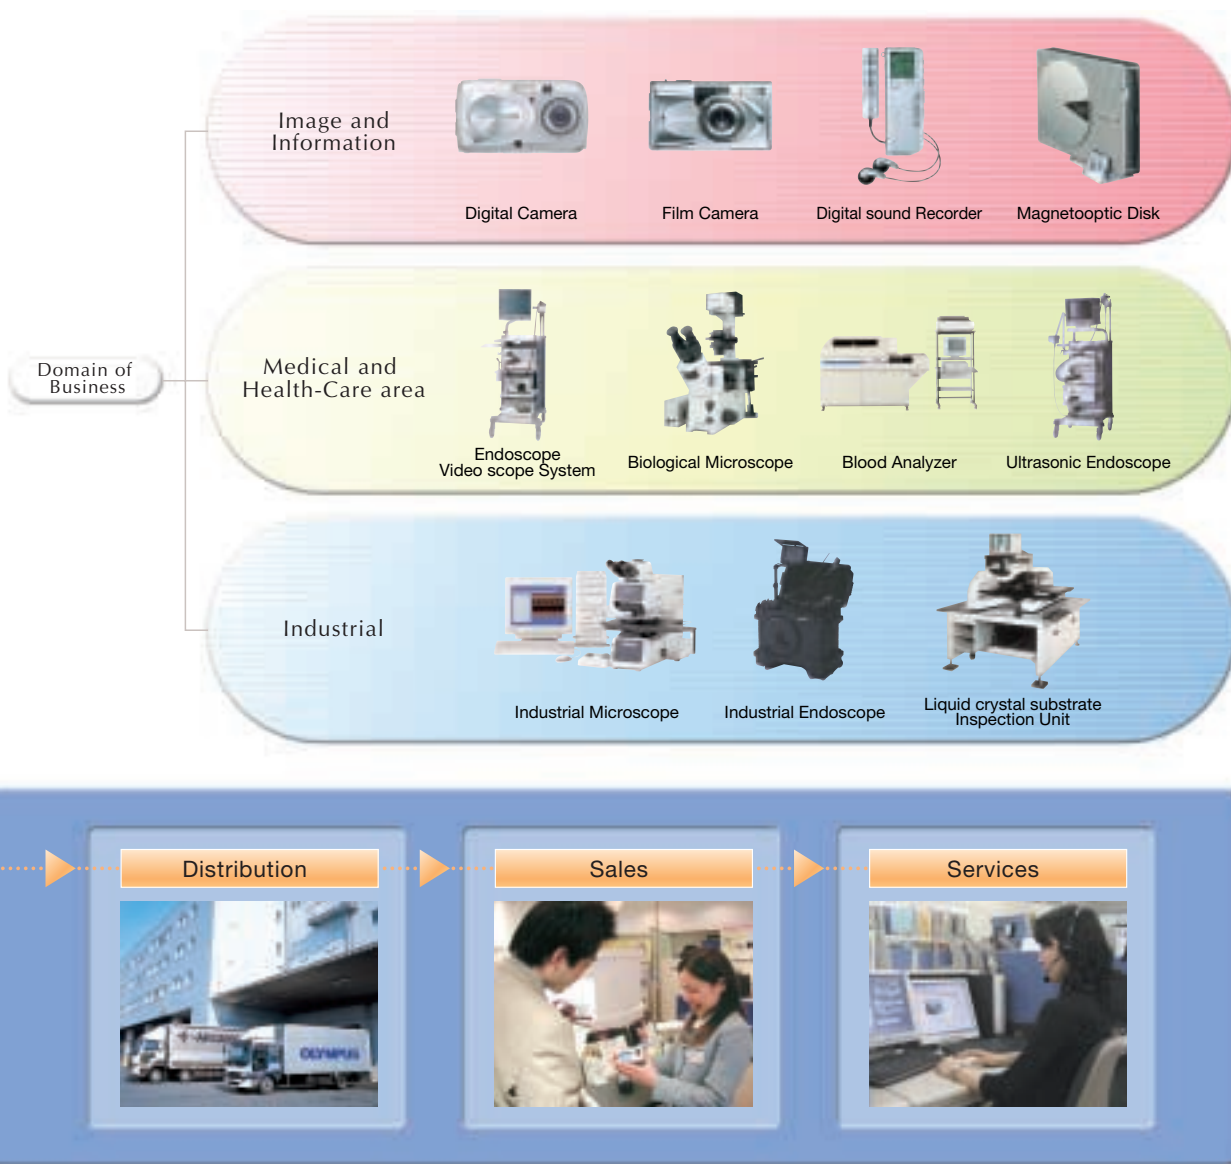 Image and
Information
Digital Camera
Film Camera
Digital sound Recorder
Magnetooptic Disk
Domain of
Business
Medical and
Health-Care area
Endoscope
Video scope System
Biological Microscope
Blood Analyzer
Ultrasonic Endoscope
Industrial
Industrial Microscope
Industrial Endoscope
Liquid crystal substrate
Inspection Unit
Distribution
Sales
Services
OLYMPUS